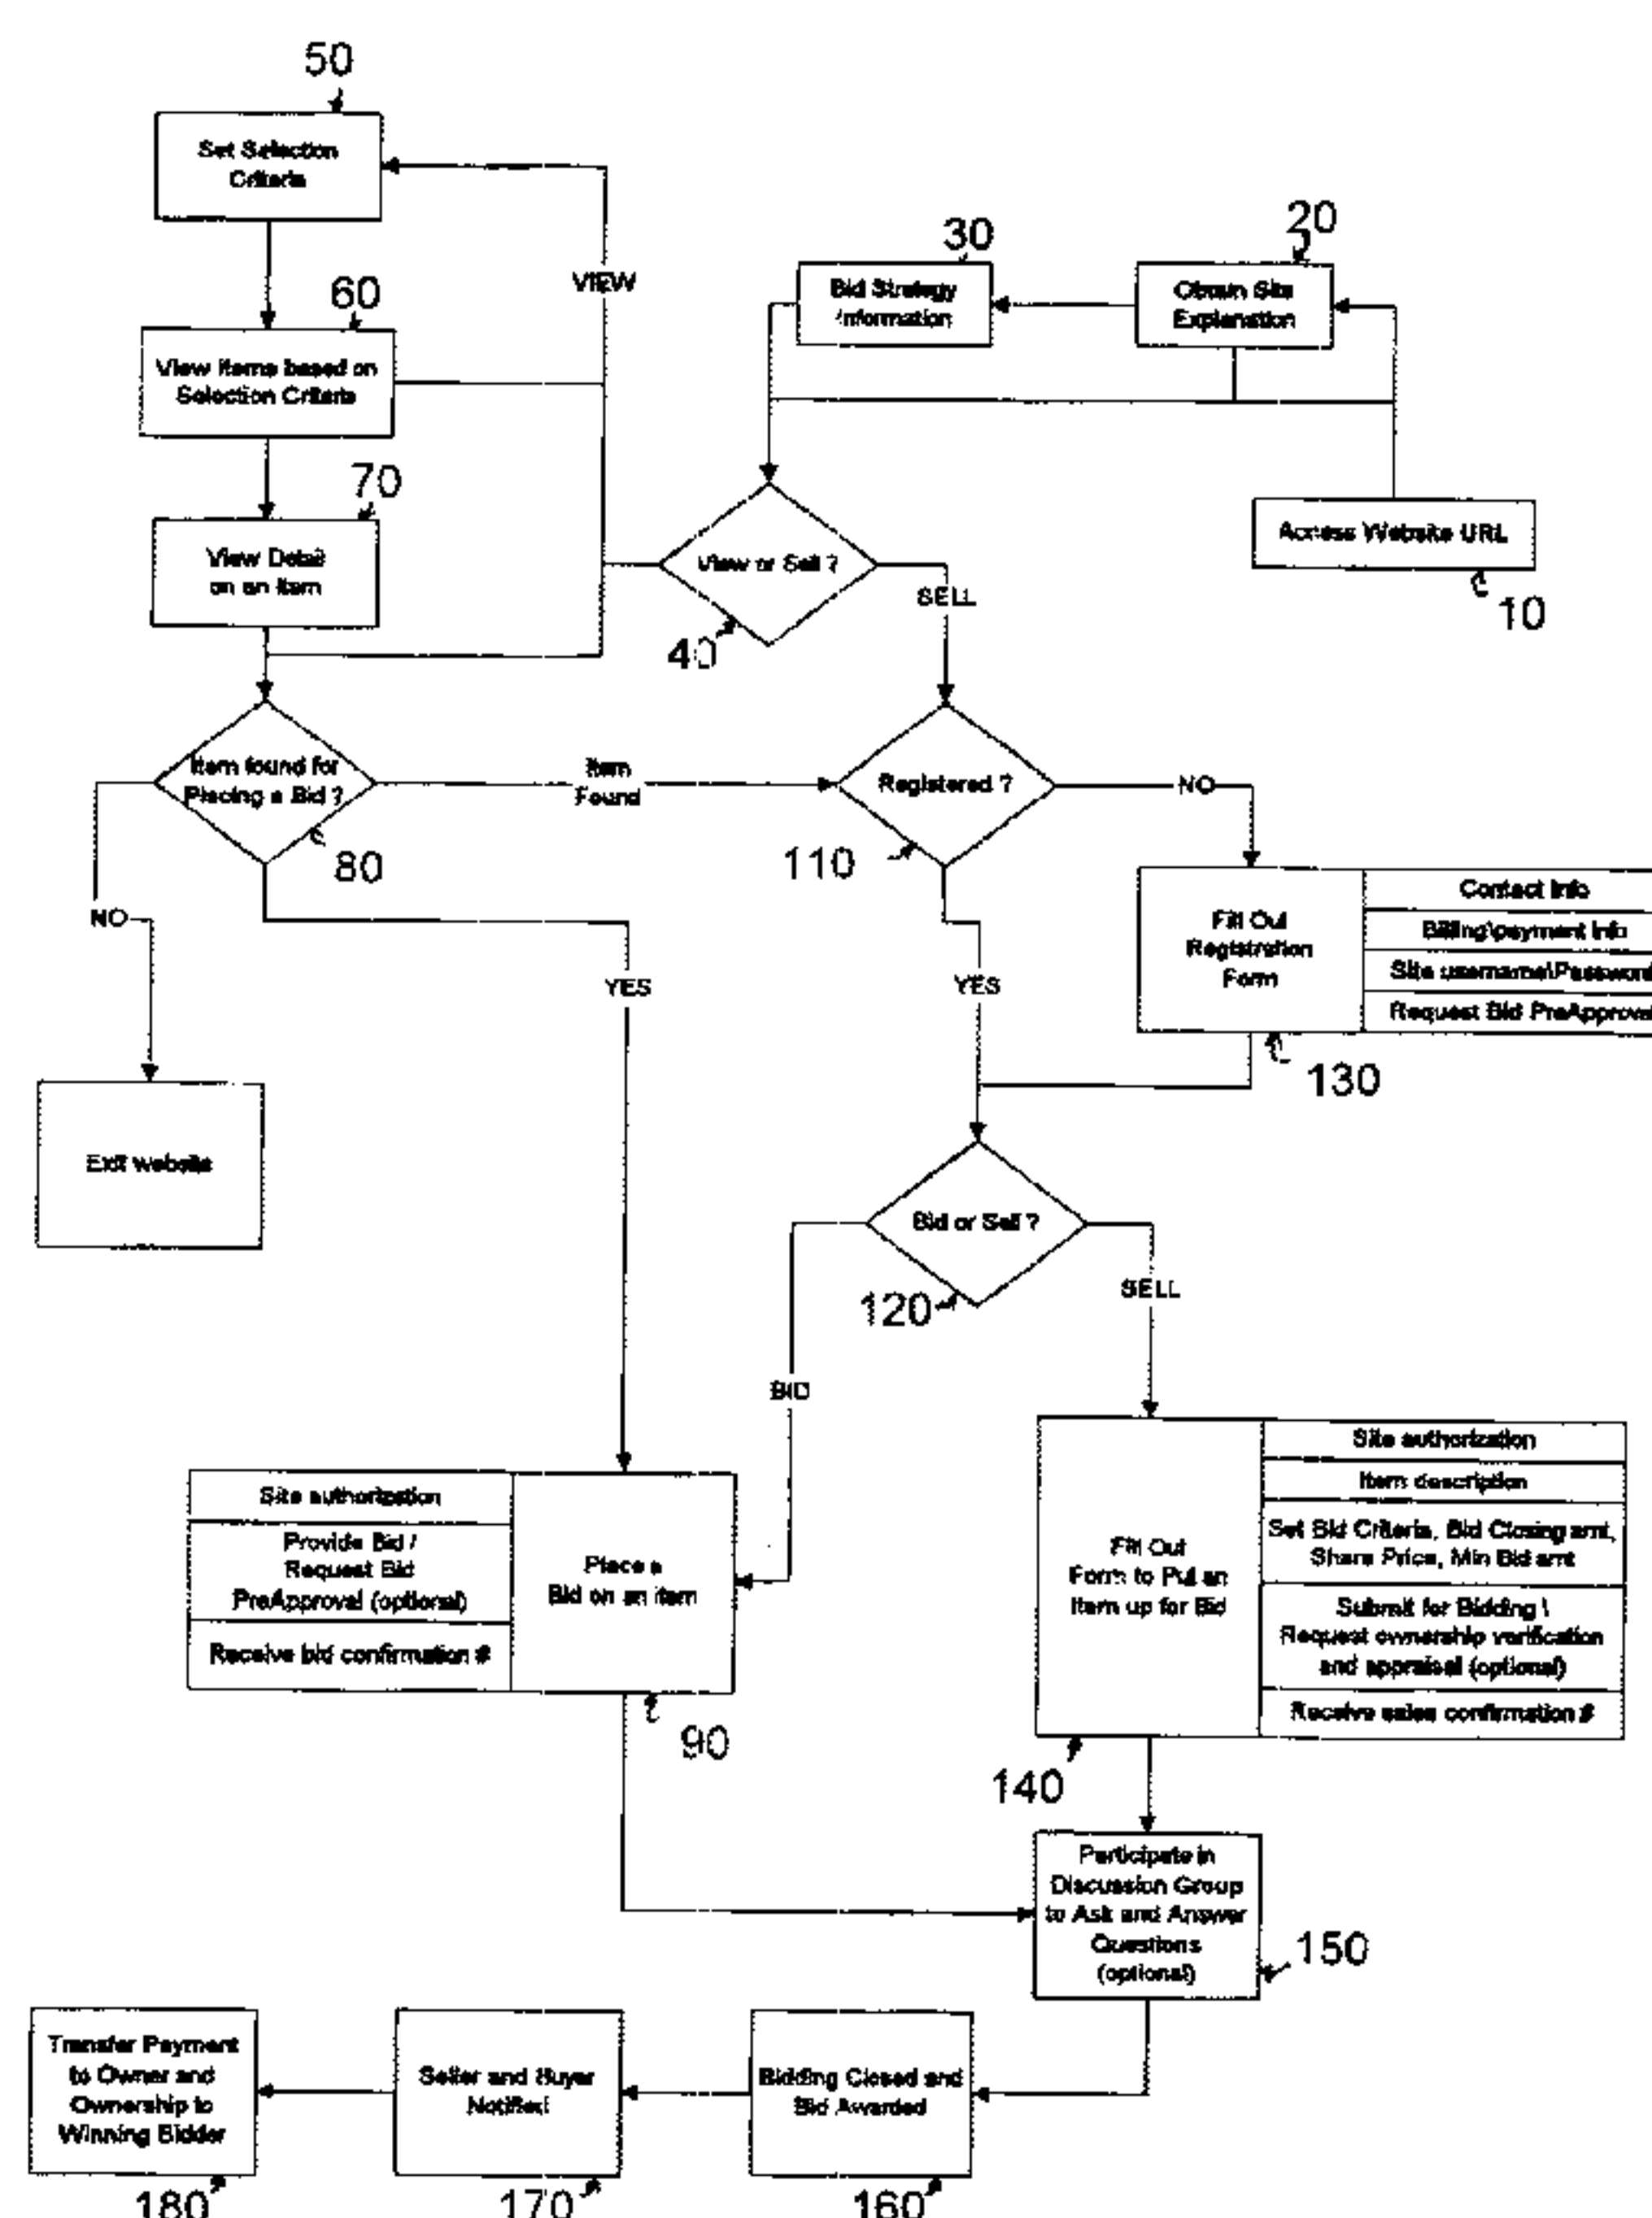 50
Set Selection
Criteria
VIEW
30
20
Bid Strategy
Information
Obtain Site
Explanation
60
View items based on
Selection Criteria
70
View Detail
on an item
View or Sell ?
SELL
40
Access Website URL
10
Item found for
Placing a Bid ?
80
Item
Found
Registered ?
110
NO
NO
YES
YES
Fill Out
Registration
Form
Contact Info
Billing\payment Info
Site username\Password
Request Bid PreApproval
130
Exit website
Bid or Sell ?
120
SELL
BID
Site authorization
Provide Bid /
Request Bid
PreApproval (optional)
Receive bid confirmation #
Place a
Bid on an item
90
Fill Out
Form to Put an
Item up for Bid
Site authorization
Item description
Set Bid Criteria, Bid Closing amt,
Share Price, Min Bid amt
Submit for Bidding \
Request ownership verification
and appraisal (optional)
Receive sales confirmation #
140
Participate in
Discussion Group
to Ask and Answer
Questions
(optional)
150
Transfer Payment
to Owner and
Ownership to
Winning Bidder
180
Seller and Buyer
Notified
170
Bidding Closed and
Bid Awarded
160